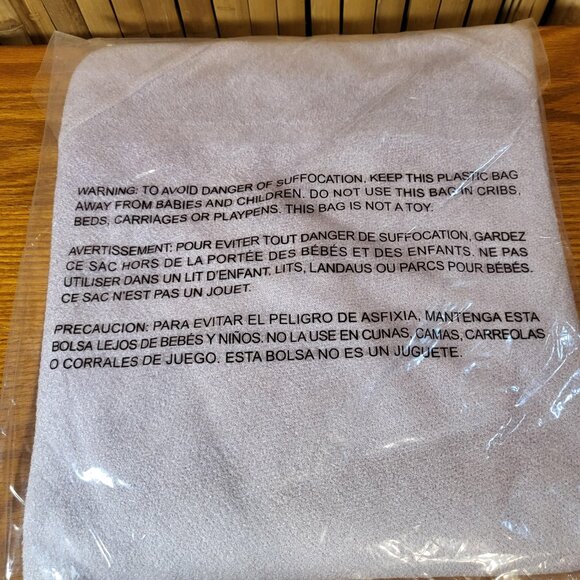 WARNING: TO AVOID DANGER OF SUFFOCATION, KEEP THIS PLASTIC BAG
AWAY FROM BABIES AND CHILDREN. DO NOT USE THIS BAG IN CRIBS,
BEDS, CARRIAGES OR PLAYPENS. THIS BAG IS NOT A TOY.
AVERTISSEMENT: POUR EVITER TOUT DANGER DE SUFFOCATION, GARDEZ
CE SAC HORS DE LA PORTÉE DES BÉBÉS ET DES ENFANTS. NE PAS
UTILISER DANS UN LIT D'ENFANT, LITS, LANDAUS OU PARCS POUR BÉBÉS.
CE SAC N'EST PAS UN JOUET.
PRECAUCION: PARA EVITAR EL PELIGRO DE ASFIXIA, MANTENGA ESTA
BOLSA LEJOS DE BEBÉS Y NIÑOS. NO LA USE EN CUNAS, CAMAS, CARREOLAS
O CORRALES DE JUEGO. ESTA BOLSA NO ES UN JUGUETE.